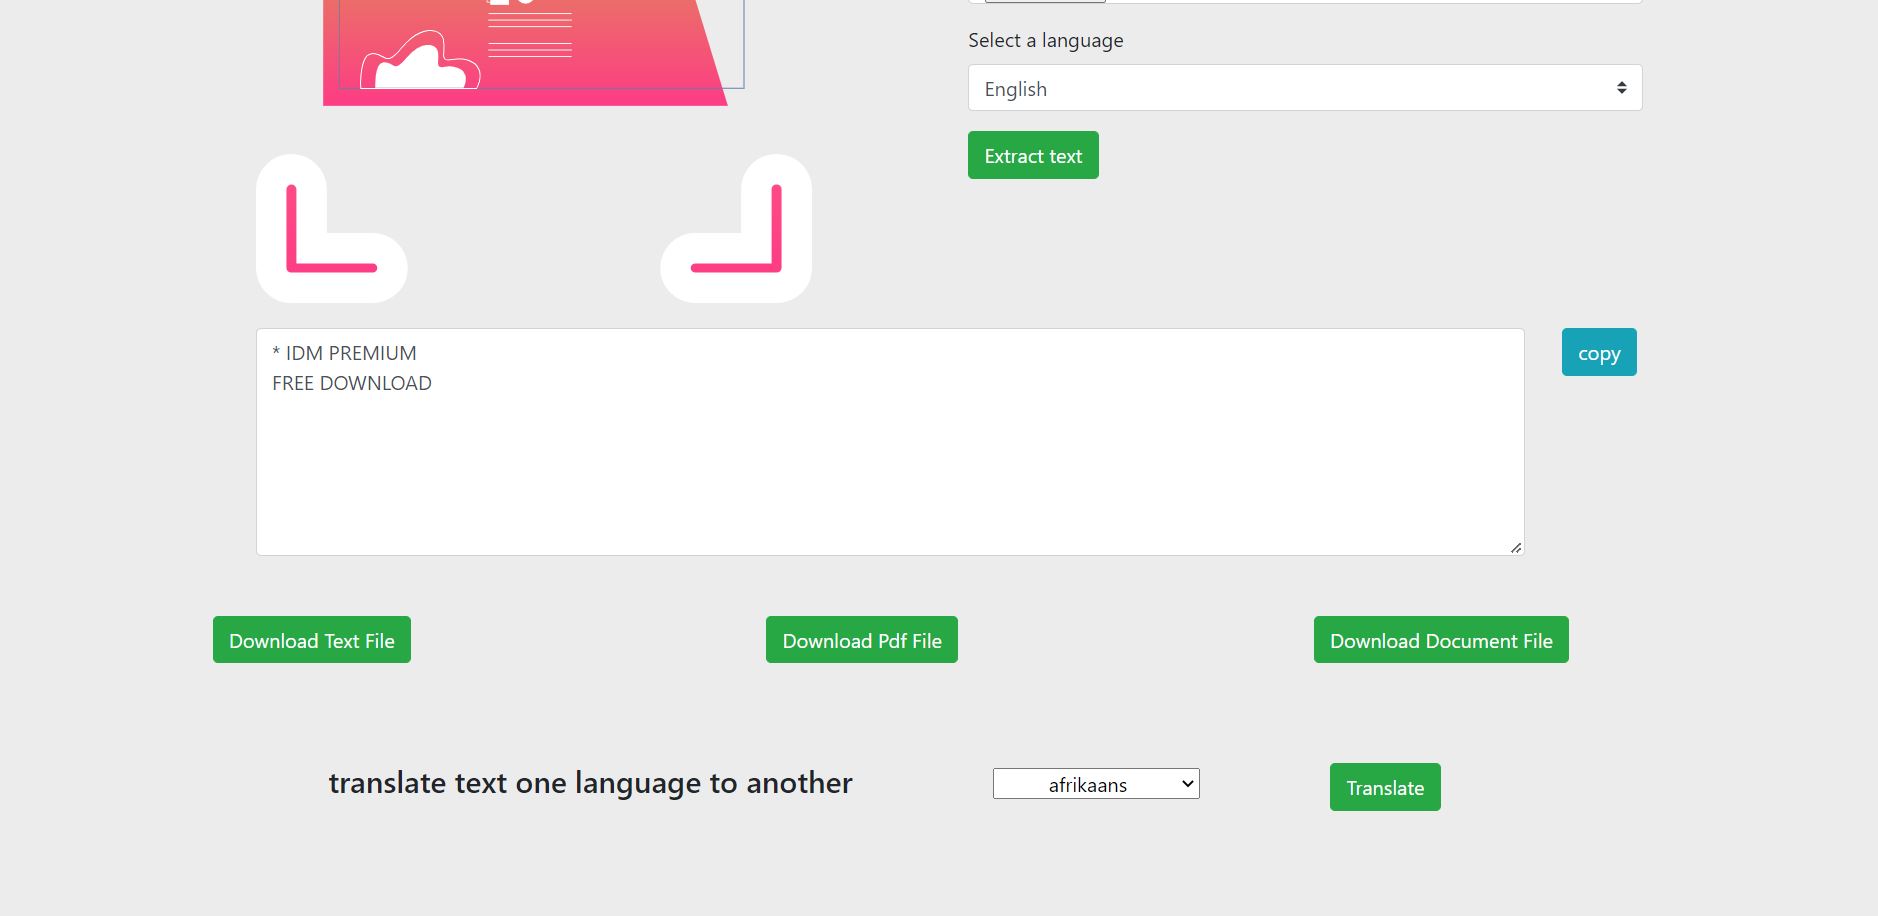 Select a language
English
Extract text
* IDM PREMIUM
FREE DOWNLOAD
copy
Download Text File
Download Pdf File
Download Document File
translate text one language to another
afrikaans
Translate